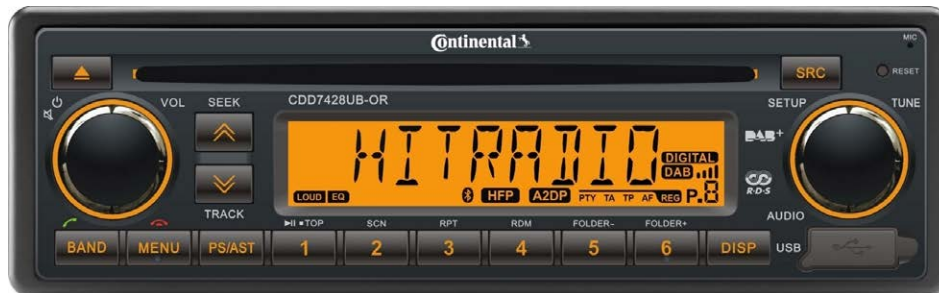 Continental
MIC
SRC
RESET
VOL SEEK CDD7428UB-OR SETUP TUNE
HITRADIO
DIGITAL
DAB
DAB+
LOUD EQ HFP A2DP PTY TA TP AF REG P.8
R·D·S
TRACK AUDIO
▶II ■TOP SCN RPT RDM FOLDER- FOLDER+
BAND MENU PS/AST 1 2 3 4 5 6 DISP USB